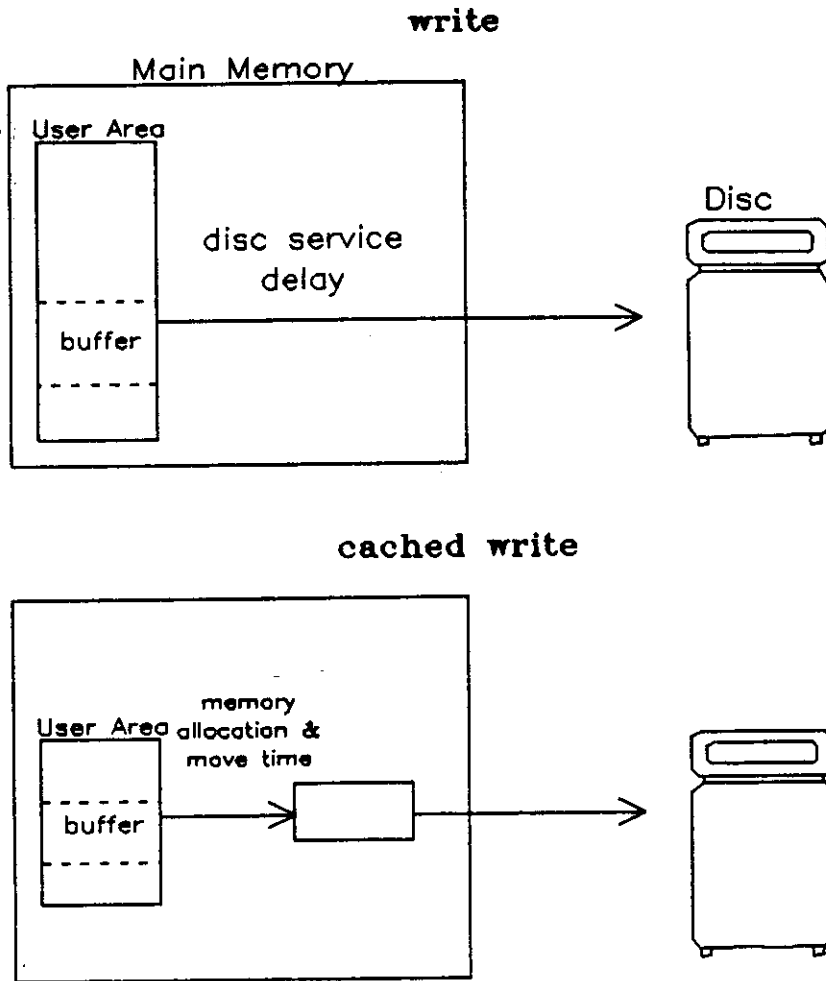 write
Main Memory
User Area
Disc
disc service
delay
buffer
cached write
memory
User Area allocation &
move time
buffer